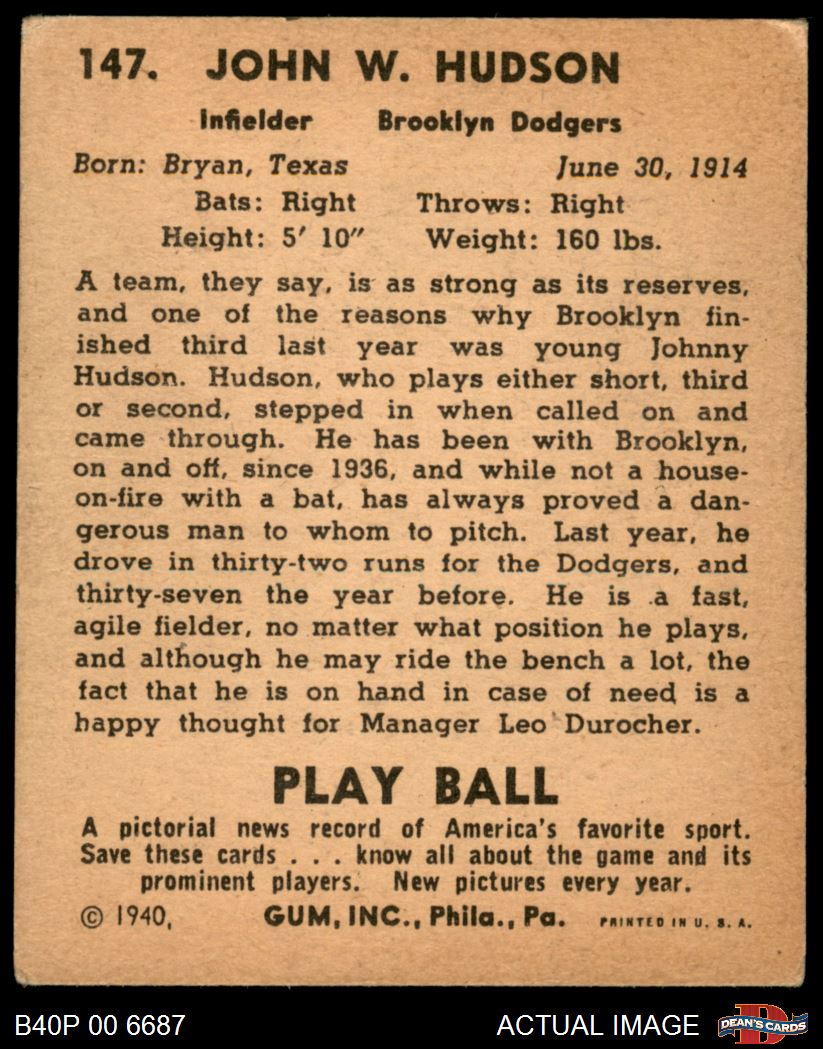 147. JOHN W. HUDSON
Infielder Brooklyn Dodgers
Born: Bryan, Texas June 30, 1914
Bats: Right Throws: Right
Height: 5′ 10″ Weight: 160 lbs.
A team, they say, is as strong as its reserves,
and one of the reasons why Brooklyn fin-
ished third last year was young Johnny
Hudson. Hudson, who plays either short, third
or second, stepped in when called on and
came through. He has been with Brooklyn,
on and off, since 1936, and while not a house-
on-fire with a bat, has always proved a dan-
gerous man to whom to pitch. Last year, he
drove in thirty-two runs for the Dodgers, and
thirty-seven the year before. He is a fast,
agile fielder, no matter what position he plays,
and although he may ride the bench a lot, the
fact that he is on hand in case of need is a
happy thought for Manager Leo Durocher.
PLAY BALL
A pictorial news record of America's favorite sport.
Save these cards . . . know all about the game and its
prominent players. New pictures every year.
© 1940, GUM, INC., Phila., Pa. PRINTED IN U. S. A.
B40P 00 6687 ACTUAL IMAGE D DEAN'S CARDS